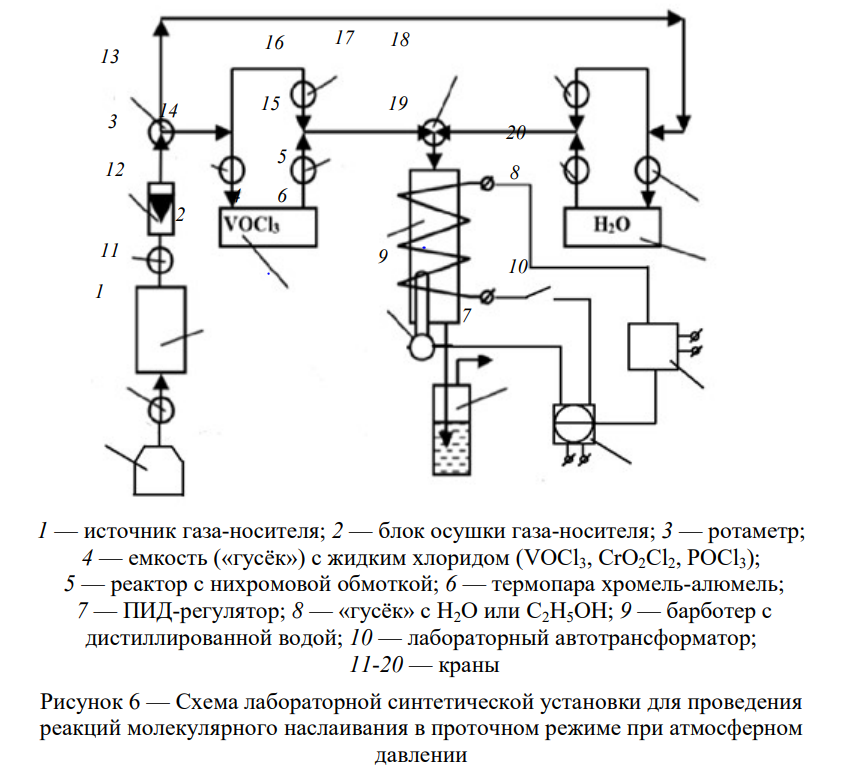 16 17 18
13
15 19
14
3 20
5
12 8
4 6
2
VOCl₃ H₂O
11 9 10
1
7
1 — источник газа-носителя; 2 — блок осушки газа-носителя; 3 — ротаметр;
4 — емкость («гусёк») с жидким хлоридом (VOCl₃, CrO₂Cl₂, POCl₃);
5 — реактор с нихромовой обмоткой; 6 — термопара хромель-алюмель;
7 — ПИД-регулятор; 8 — «гусёк» с H₂O или C₂H₅OH; 9 — барботер с
дистиллированной водой; 10 — лабораторный автотрансформатор;
11-20 — краны
Рисунок 6 — Схема лабораторной синтетической установки для проведения
реакций молекулярного наслаивания в проточном режиме при атмосферном
давлении